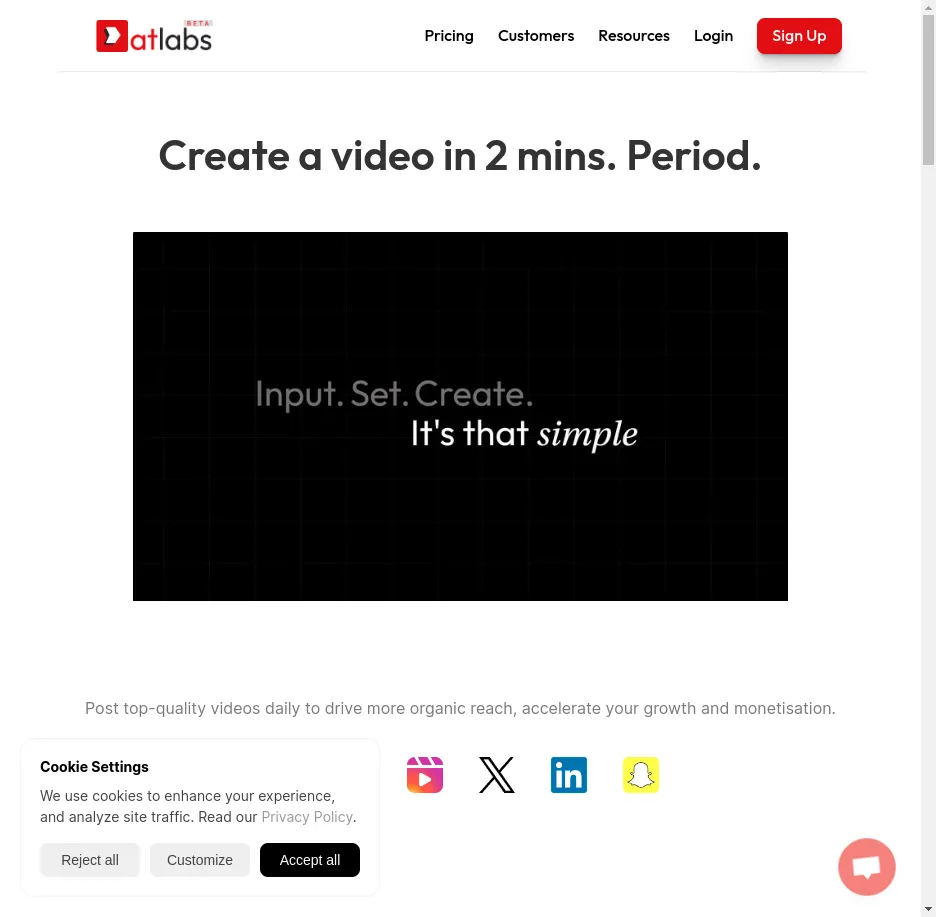 BETA
atlabs
Pricing
Customers
Resources
Login
Sign Up
Create a video in 2 mins. Period.
Input. Set. Create.
It's that simple
Post top-quality videos daily to drive more organic reach, accelerate your growth and monetisation.
in
Cookie Settings
We use cookies to enhance your experience,
and analyze site traffic. Read our Privacy Policy.
Reject all
Customize
Accept all